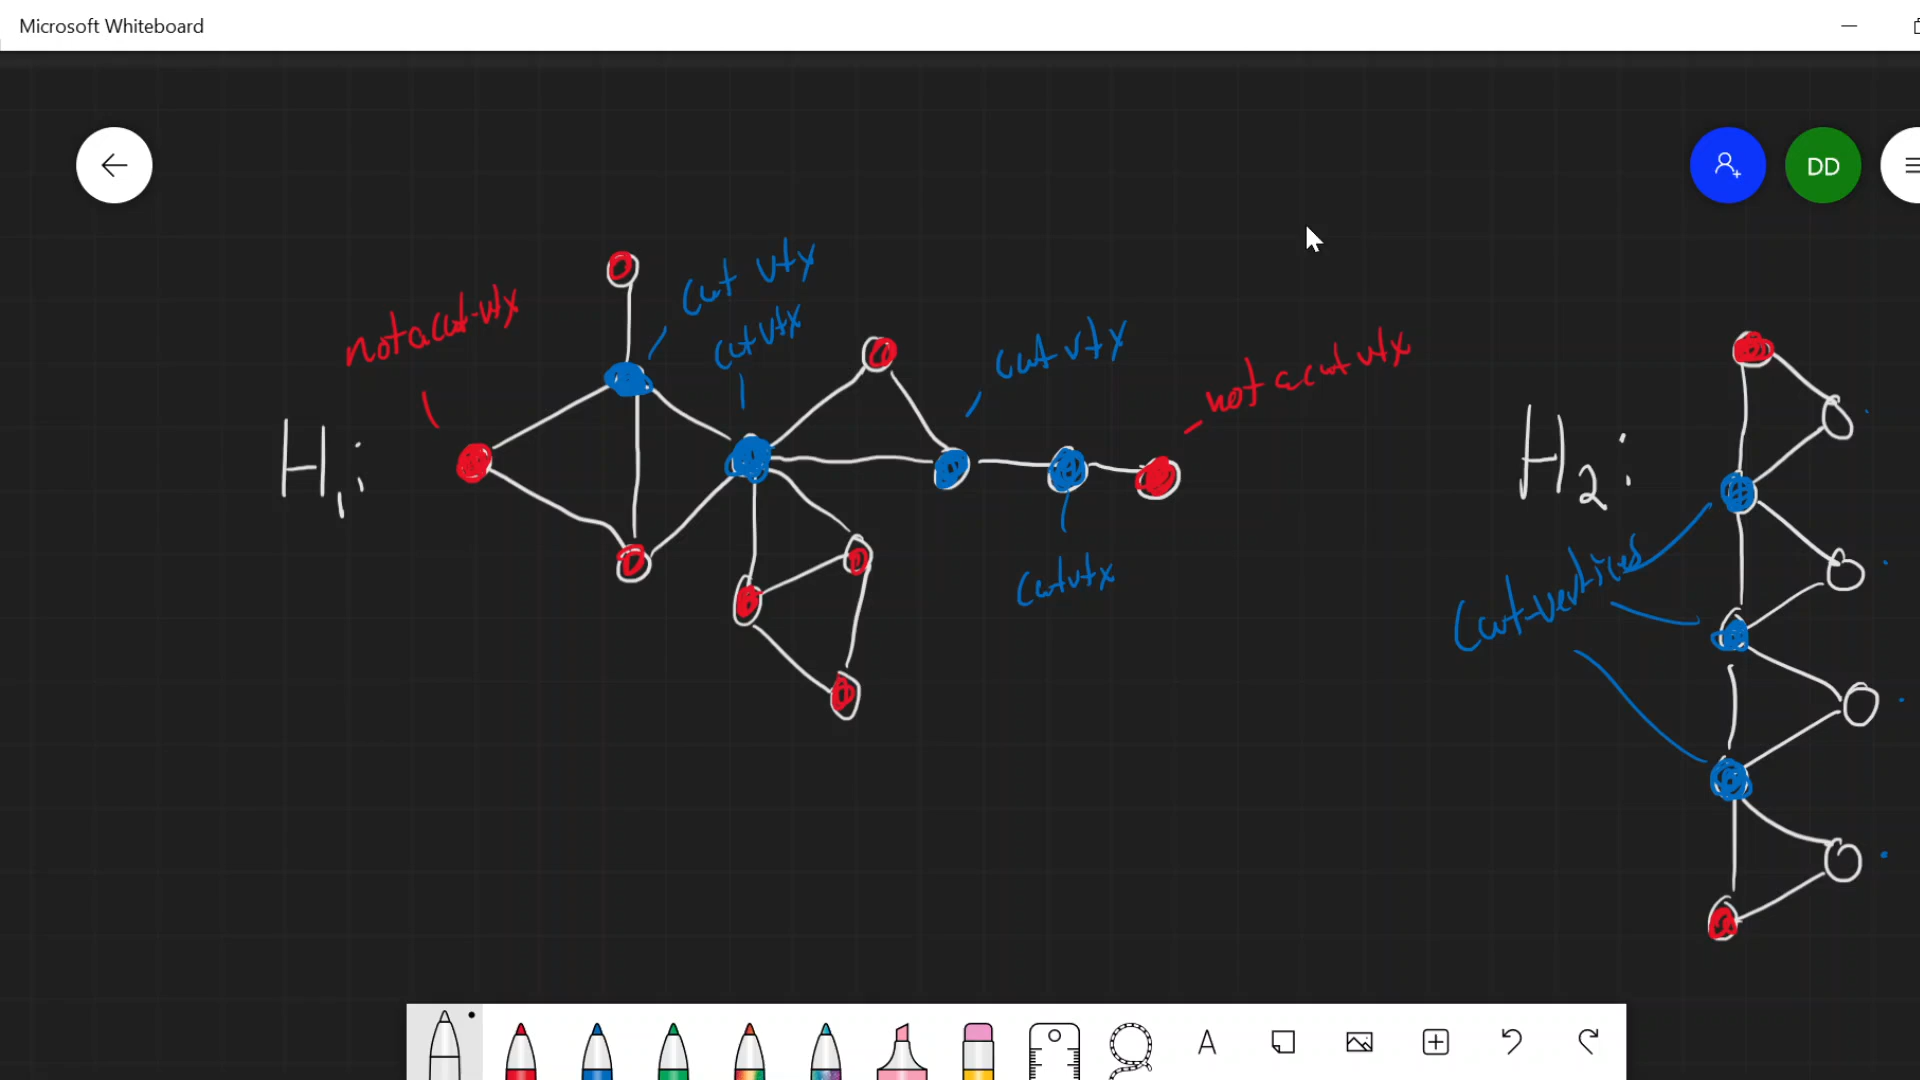 Microsoft Whiteboard
DD
not a cut-vtx
cut vtx
cut vtx
cut vtx
not a cut vtx
H1:
H2:
cut vtx
Cut-vertices
A